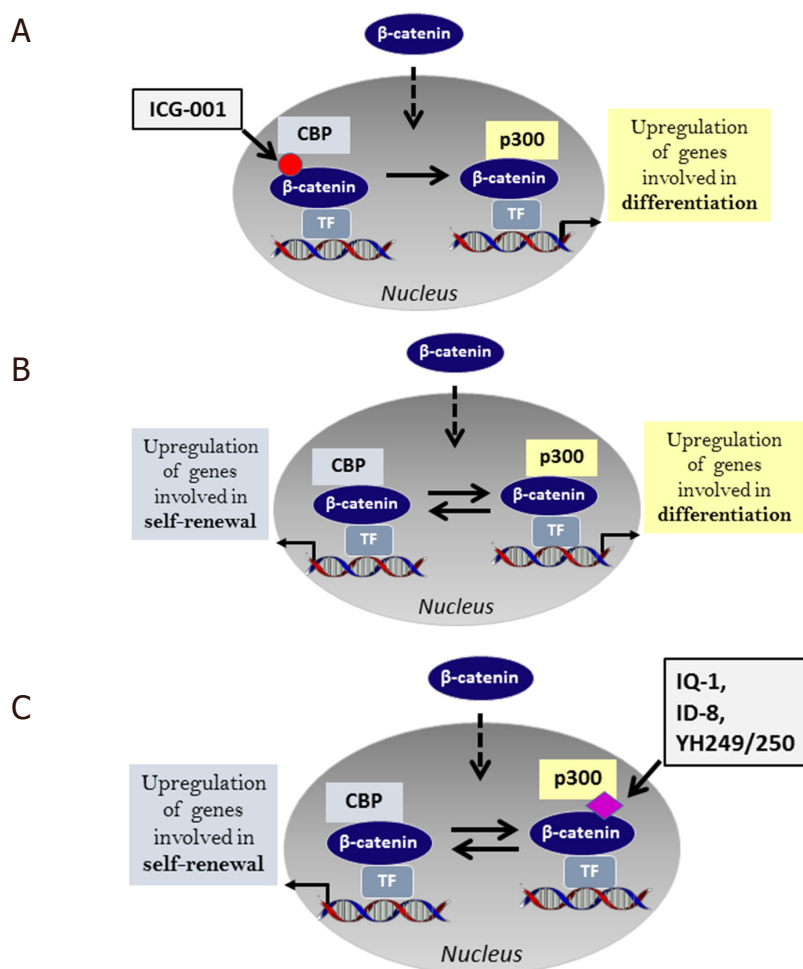 A
β-catenin
ICG-001
CBP
p300
β-catenin
β-catenin
TF
TF
Nucleus
Upregulation
of genes
involved in
differentiation
B
β-catenin
Upregulation
of genes
involved in
self-renewal
CBP
p300
β-catenin
β-catenin
TF
TF
Nucleus
Upregulation
of genes
involved in
differentiation
C
β-catenin
IQ-1,
ID-8,
YH249/250
Upregulation
of genes
involved in
self-renewal
CBP
p300
β-catenin
β-catenin
TF
TF
Nucleus